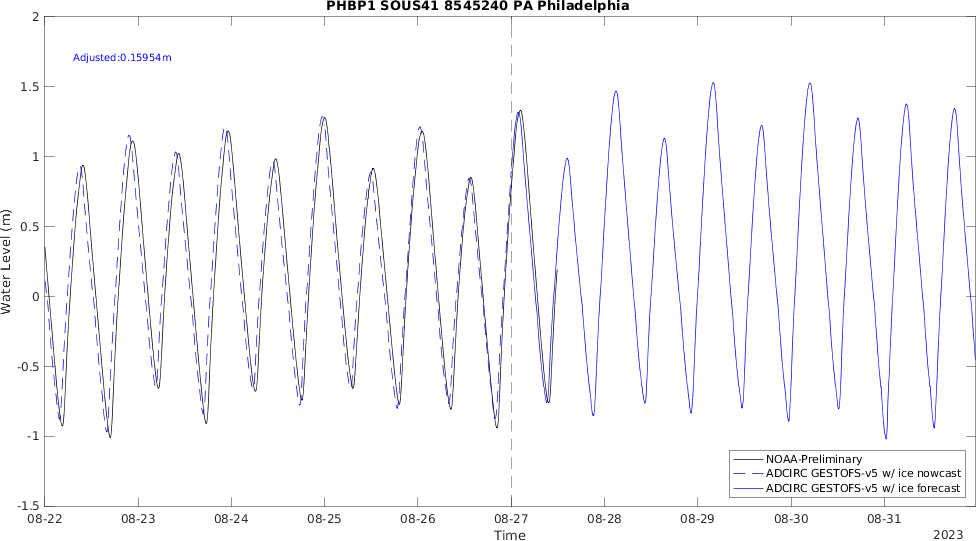 PHBP1 SOUS41 8545240 PA Philadelphia
Adjusted:0.15954m
Water Level (m)
2
1.5
1
0.5
0
-0.5
-1
-1.5
NOAA-Preliminary
ADCIRC GESTOFS-v5 w/ ice nowcast
ADCIRC GESTOFS-v5 w/ ice forecast
08-22 08-23 08-24 08-25 08-26 08-27 08-28 08-29 08-30 08-31
Time
2023